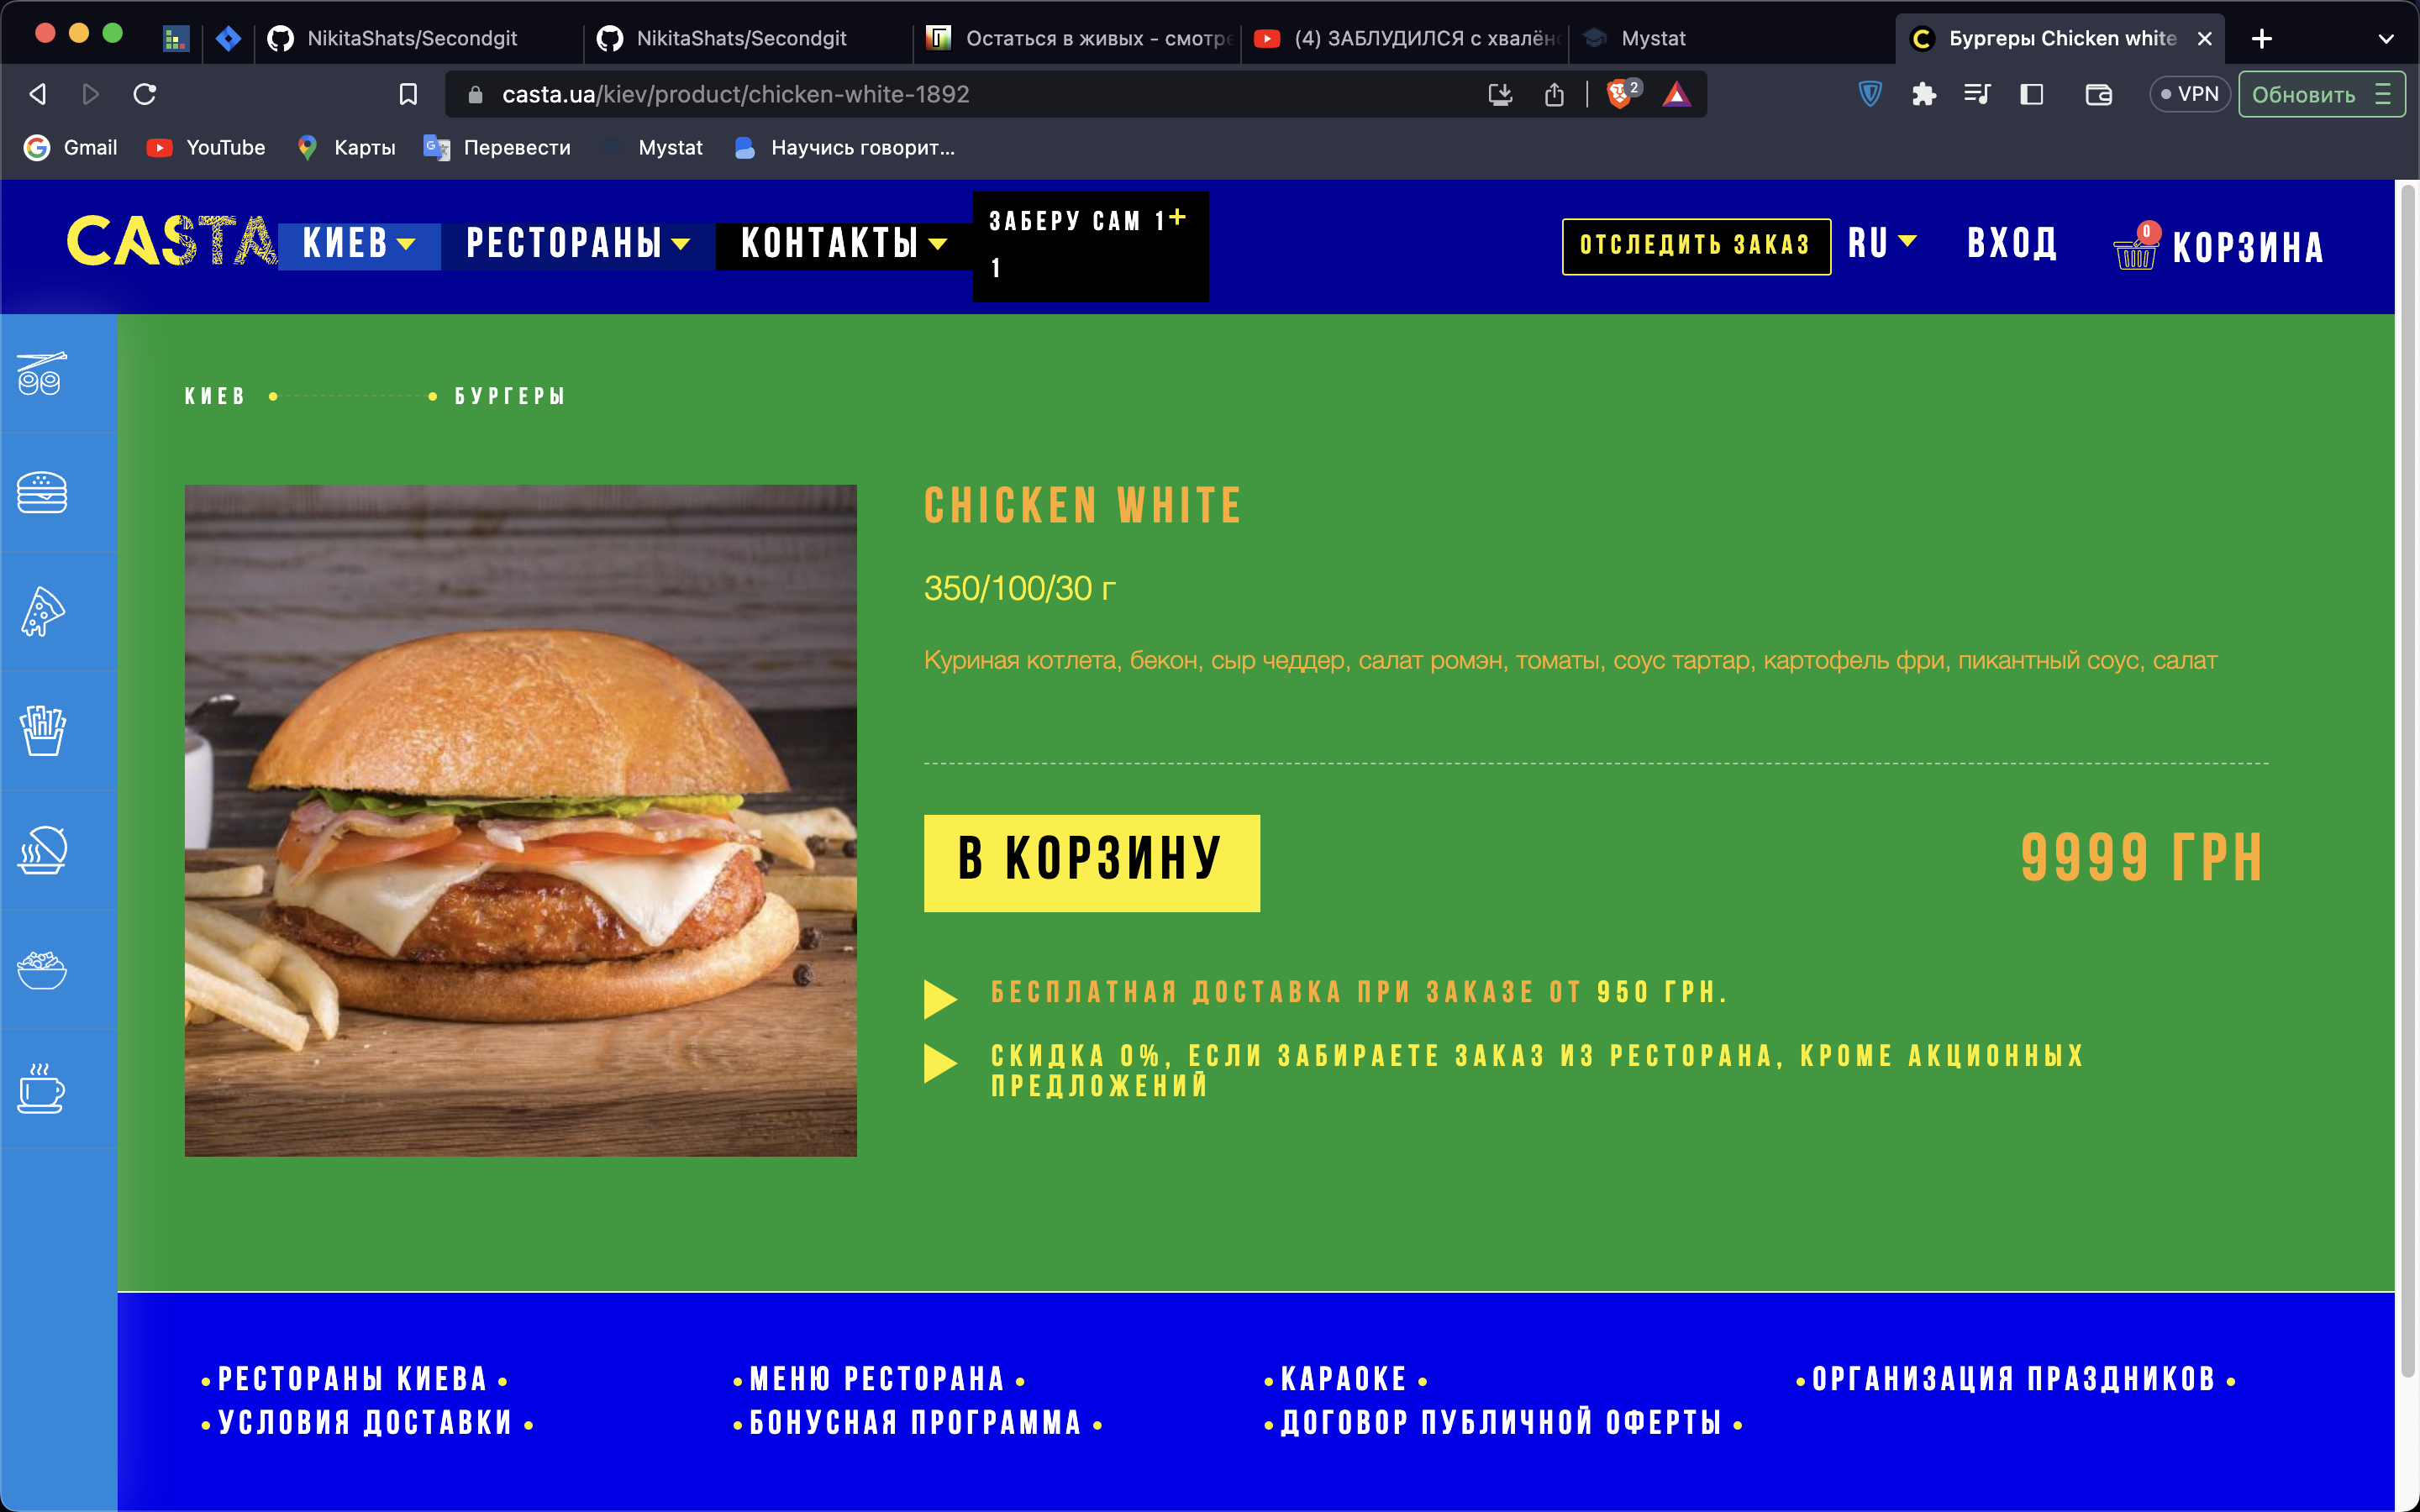 NikitaShats/Secondgit
NikitaShats/Secondgit
Остаться в живых - смотре
(4) ЗАБЛУДИЛСЯ с хвалён
Mystat
Бургеры Chicken white
casta.ua/kiev/product/chicken-white-1892
2
VPN
Обновить
Gmail
YouTube
Карты
Перевести
Mystat
Научись говорит...
CASTA
КИЕВ
РЕСТОРАНЫ
КОНТАКТЫ
ЗАБЕРУ САМ 1+
1
ОТСЛЕДИТЬ ЗАКАЗ
RU
ВХОД
0
КОРЗИНА
КИЕВ
БУРГЕРЫ
CHICKEN WHITE
350/100/30 г
Куриная котлета, бекон, сыр чеддер, салат ромэн, томаты, соус тартар, картофель фри, пикантный соус, салат
В КОРЗИНУ
9999 ГРН
БЕСПЛАТНАЯ ДОСТАВКА ПРИ ЗАКАЗЕ ОТ 950 ГРН.
СКИДКА 0%, ЕСЛИ ЗАБИРАЕТЕ ЗАКАЗ ИЗ РЕСТОРАНА, КРОМЕ АКЦИОННЫХ
ПРЕДЛОЖЕНИЙ
РЕСТОРАНЫ КИЕВА
МЕНЮ РЕСТОРАНА
КАРАОКЕ
ОРГАНИЗАЦИЯ ПРАЗДНИКОВ
УСЛОВИЯ ДОСТАВКИ
БОНУСНАЯ ПРОГРАММА
ДОГОВОР ПУБЛИЧНОЙ ОФЕРТЫ